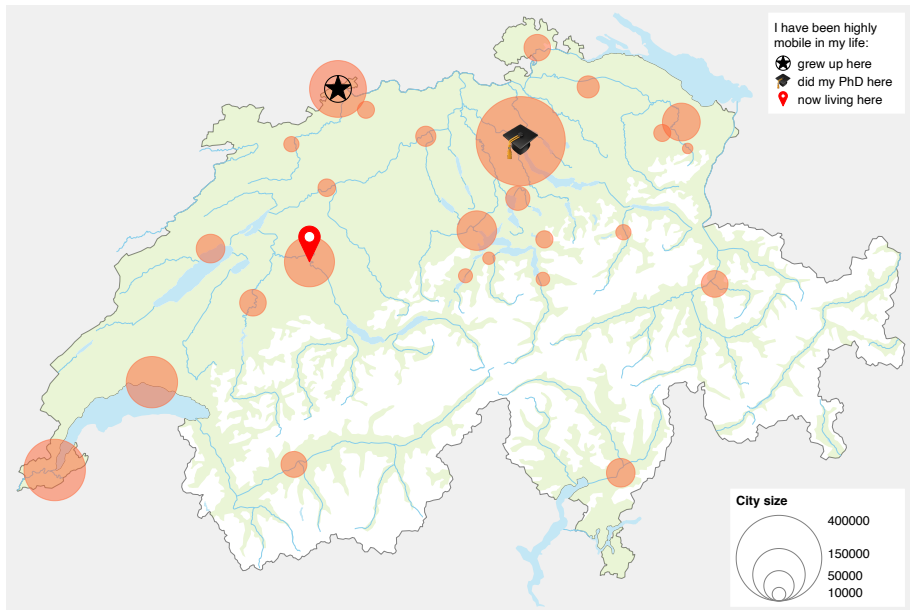 I have been highly
mobile in my life:
grew up here
did my PhD here
now living here
City size
400000
150000
50000
10000